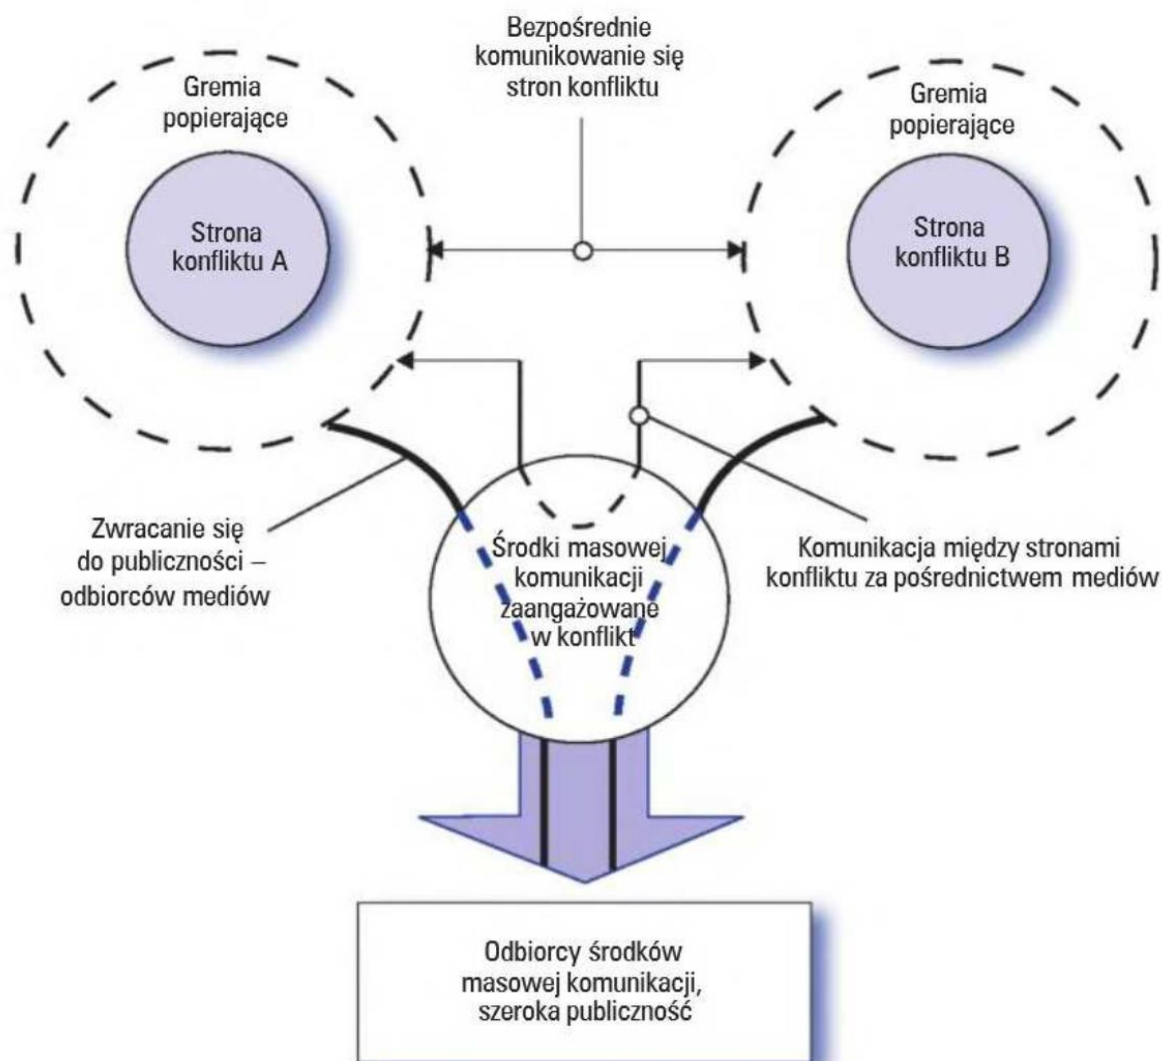 Bezpośrednie
komunikowanie się
stron konfliktu
Gremia
popierające
Gremia
popierające
Strona
konfliktu A
Strona
konfliktu B
Zwracanie się
do publiczności –
odbiorców mediów
Środki masowej
komunikacji
zaangażowane
w konflikt
Komunikacja między stronami
konfliktu za pośrednictwem mediów
Odbiorcy środków
masowej komunikacji,
szeroka publiczność